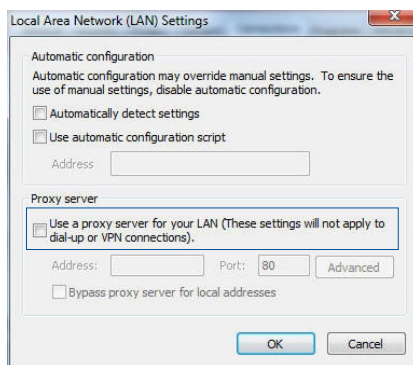 Local Area Network (LAN) Settings
Automatic configuration
Automatic configuration may override manual settings. To ensure the
use of manual settings, disable automatic configuration.
Automatically detect settings
Use automatic configuration script
Address
Proxy server
Use a proxy server for your LAN (These settings will not apply to
dial-up or VPN connections).
Address: Port: 80 Advanced
Bypass proxy server for local addresses
OK Cancel